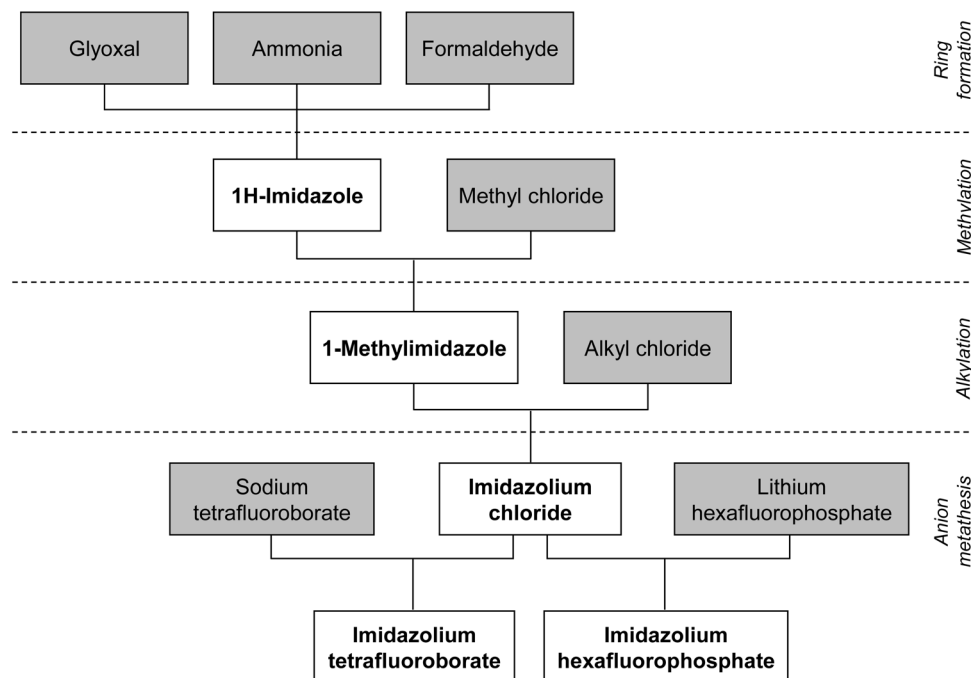 Glyoxal
Ammonia
Formaldehyde
Ring
formation
1H-Imidazole
Methyl chloride
Methylation
1-Methylimidazole
Alkyl chloride
Alkylation
Sodium
tetrafluoroborate
Imidazolium
chloride
Lithium
hexafluorophosphate
Anion
metathesis
Imidazolium
tetrafluoroborate
Imidazolium
hexafluorophosphate